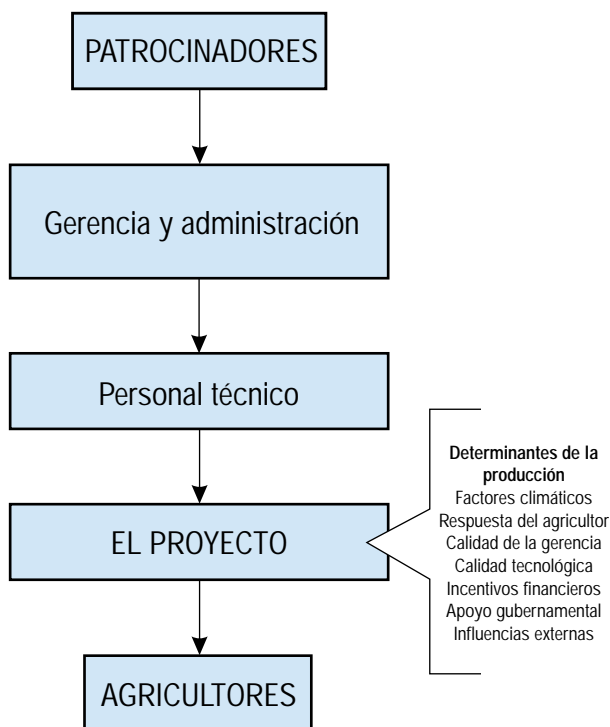 PATROCINADORES
Gerencia y administración
Personal técnico
EL PROYECTO
Determinantes de la
producción
Factores climáticos
Respuesta del agricultor
Calidad de la gerencia
Calidad tecnológica
Incentivos financieros
Apoyo gubernamental
Influencias externas
AGRICULTORES